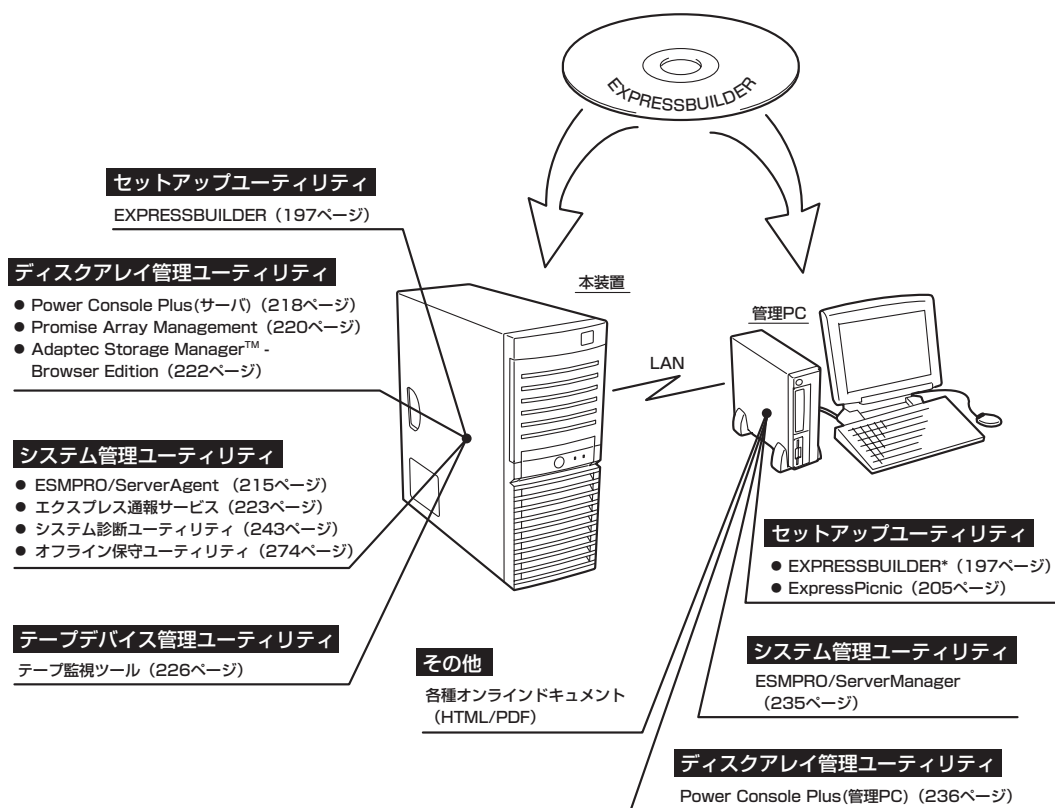 EXPRESSBUILDER
セットアップユーティリティ
EXPRESSBUILDER（197ページ）
ディスクアレイ管理ユーティリティ
● Power Console Plus(サーバ)（218ページ）
● Promise Array Management（220ページ）
● Adaptec Storage Manager™ -
Browser Edition（222ページ）
システム管理ユーティリティ
● ESMPRO/ServerAgent （215ページ）
● エクスプレス通報サービス（223ページ）
● システム診断ユーティリティ（243ページ）
● オフライン保守ユーティリティ（274ページ）
テープデバイス管理ユーティリティ
テープ監視ツール（226ページ）
本装置
LAN
管理PC
セットアップユーティリティ
● EXPRESSBUILDER*（197ページ）
● ExpressPicnic（205ページ）
その他
各種オンラインドキュメント
（HTML/PDF）
システム管理ユーティリティ
ESMPRO/ServerManager
（235ページ）
ディスクアレイ管理ユーティリティ
Power Console Plus(管理PC)（236ページ）